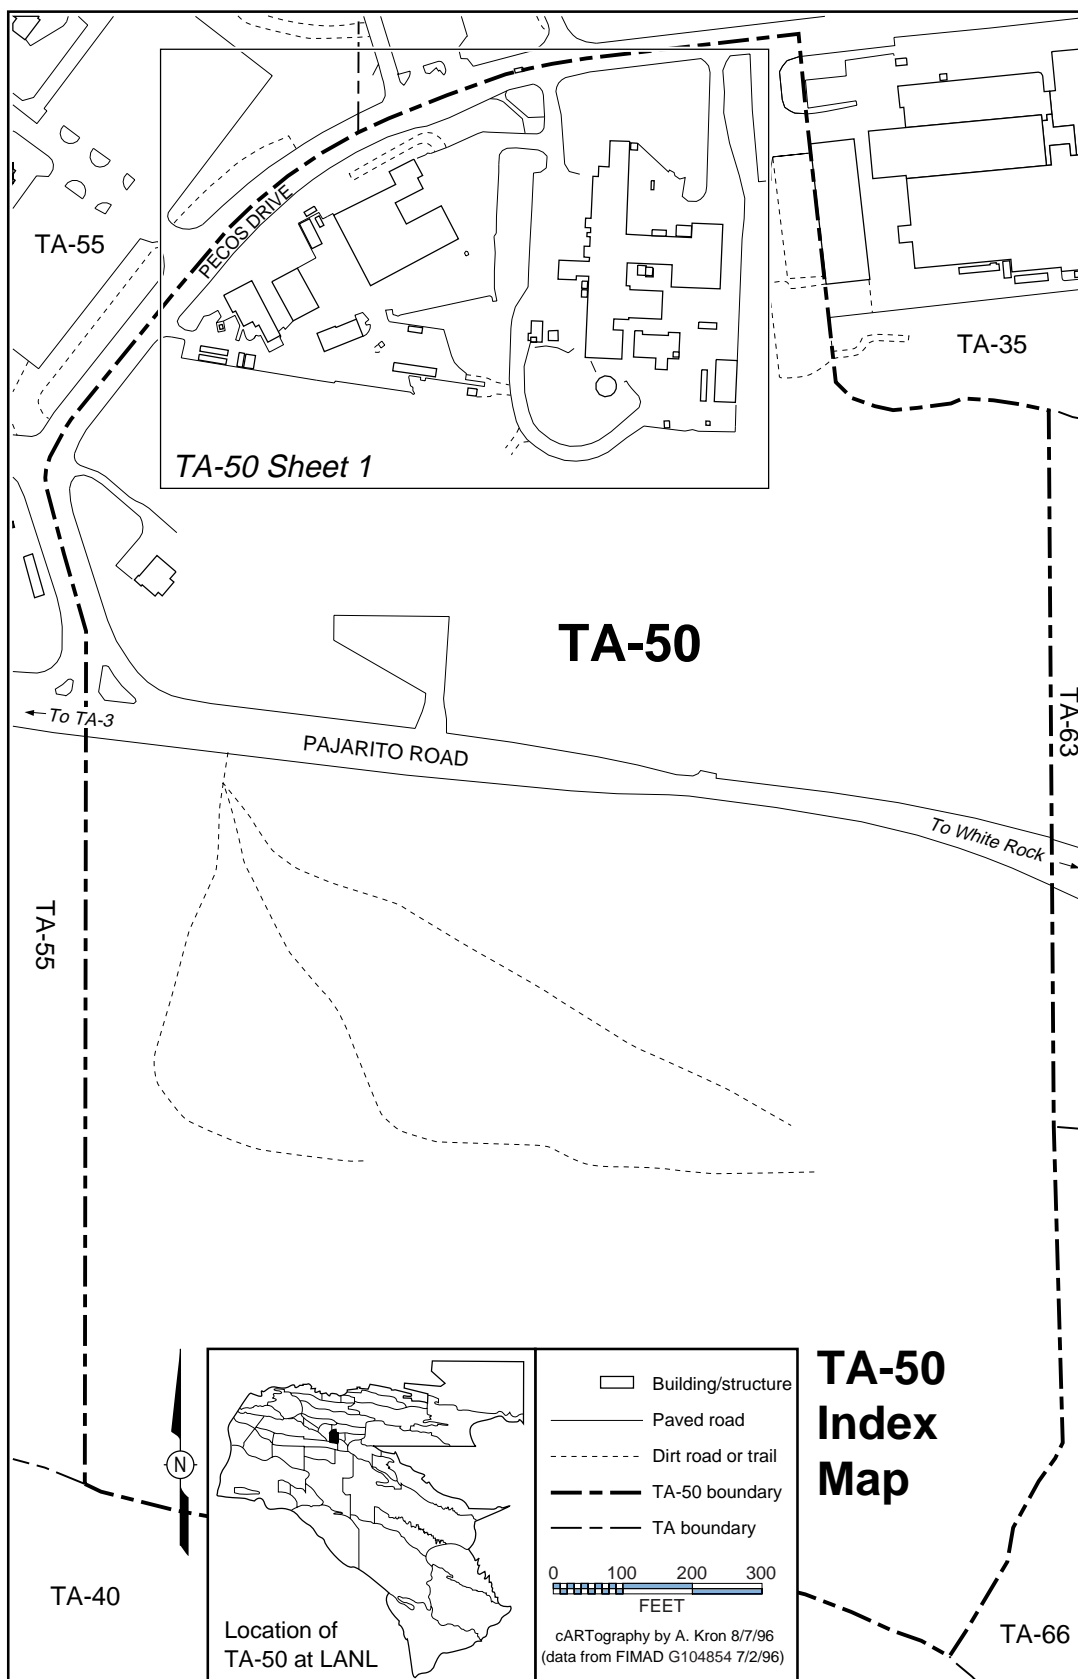 TA-55
PECOS DRIVE
TA-35
TA-50 Sheet 1
TA-50
TA-63
To TA-3
PAJARITO ROAD
To White Rock
TA-55
TA-50
Index
Map
Building/structure
Paved road
Dirt road or trail
TA-50 boundary
TA boundary
0 100 200 300
FEET
cARTography by A. Kron 8/7/96
(data from FIMAD G104854 7/2/96)
N
Location of
TA-50 at LANL
TA-40
TA-66